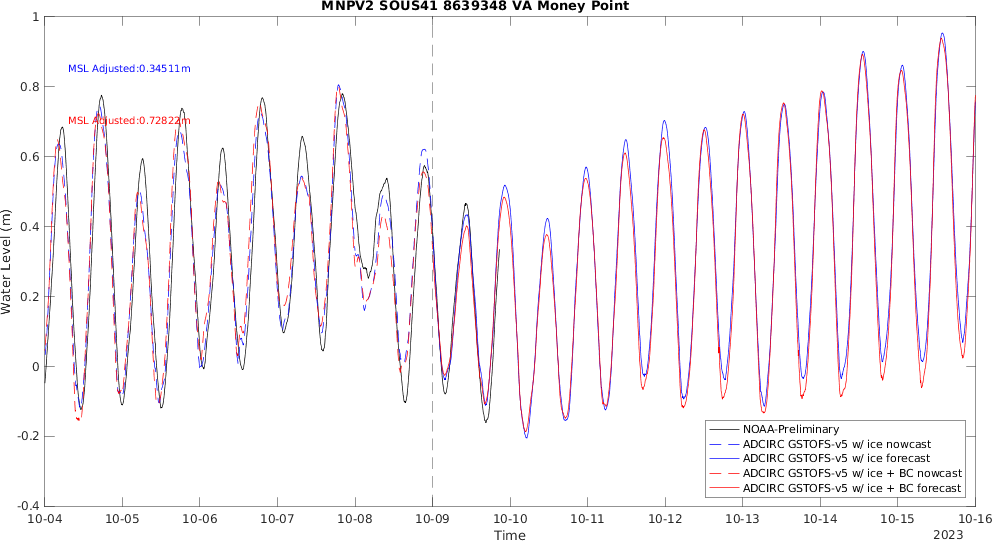 MNPV2 SOUS41 8639348 VA Money Point
MSL Adjusted:0.34511m
MSL Adjusted:0.72822m
Water Level (m)
1
0.8
0.6
0.4
0.2
0
-0.2
-0.4
NOAA-Preliminary
ADCIRC GSTOFS-v5 w/ ice nowcast
ADCIRC GSTOFS-v5 w/ ice forecast
ADCIRC GSTOFS-v5 w/ ice + BC nowcast
ADCIRC GSTOFS-v5 w/ ice + BC forecast
10-04 10-05 10-06 10-07 10-08 10-09 10-10 10-11 10-12 10-13 10-14 10-15 10-16
Time
2023